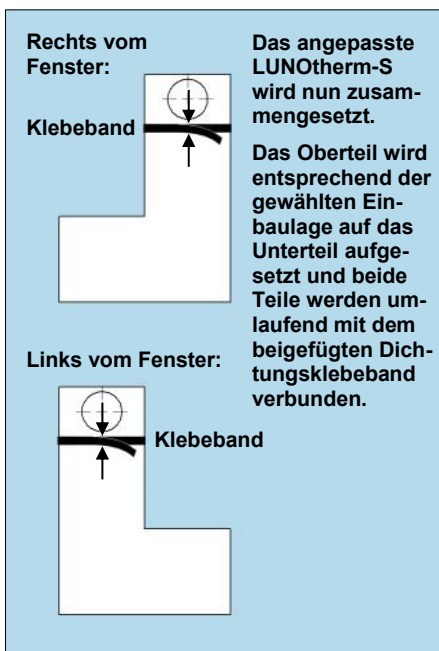 Rechts vom
Fenster:
Klebeband
Links vom Fenster:
Klebeband
Das angepasste
LUNOtherm-S
wird nun zusam-
mengesetzt.
Das Oberteil wird
entsprechend der
gewählten Ein-
baulage auf das
Unterteil aufge-
setzt und beide
Teile werden um-
laufend mit dem
beigefügten Dich-
tungsklebeband
verbunden.